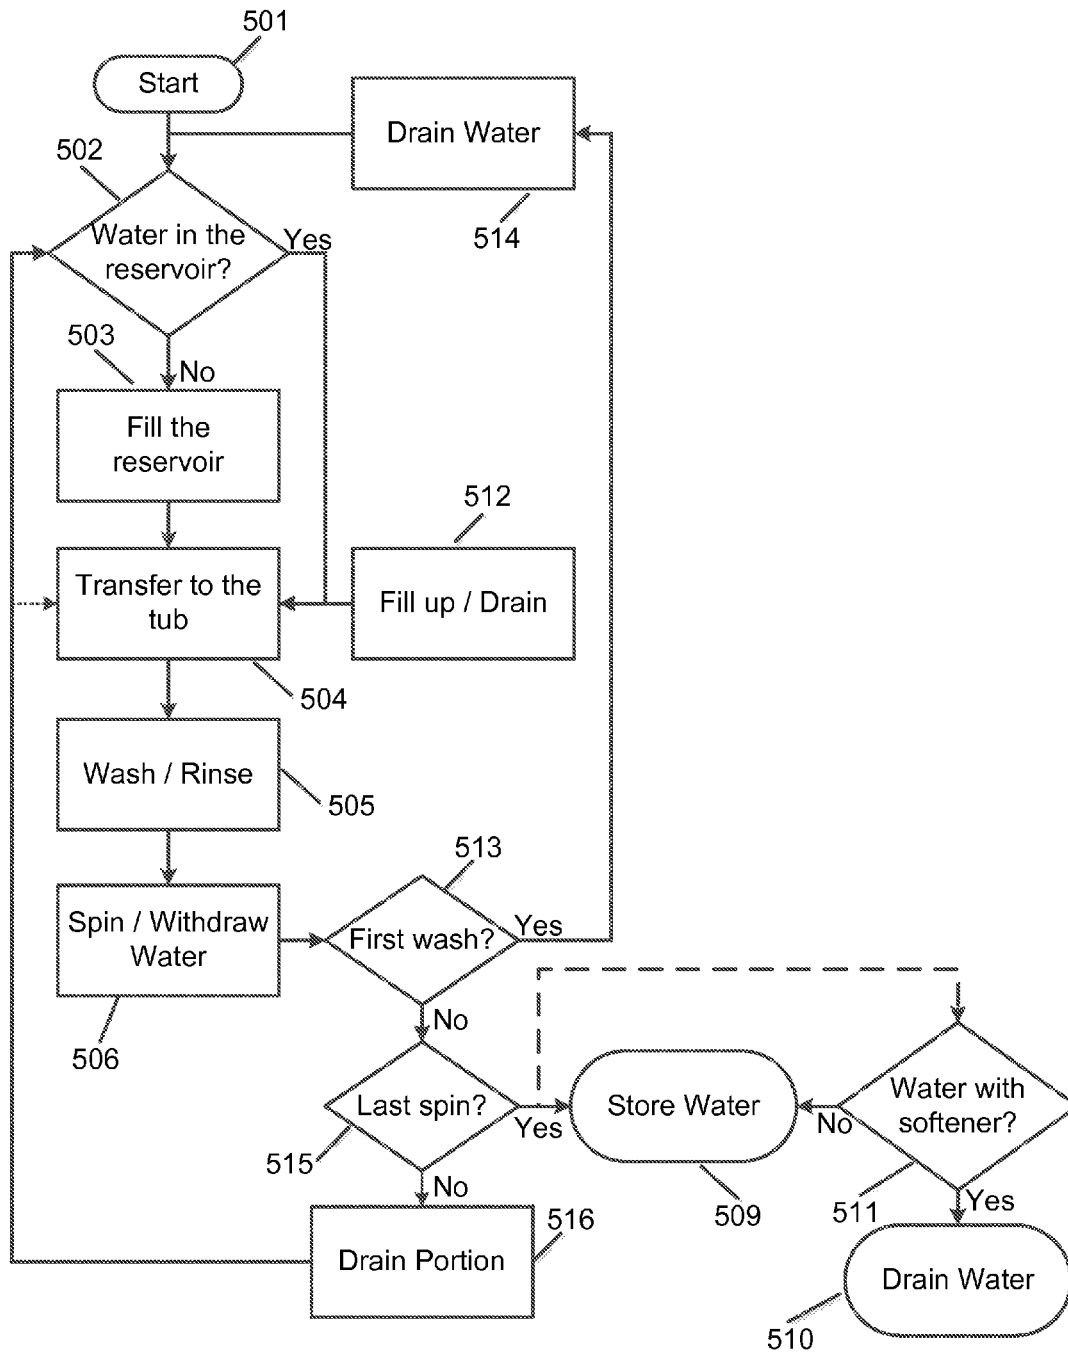 501
Start
Drain Water
514
502
Water in the
reservoir?
Yes
503
No
Fill the
reservoir
512
Transfer to the
tub
Fill up / Drain
504
Wash / Rinse
505
513
Spin / Withdraw
Water
First wash?
Yes
506
No
Last spin?
Yes
515
Store Water
509
Water with
softener?
No
511
Yes
No
Drain Portion
516
Drain Water
510